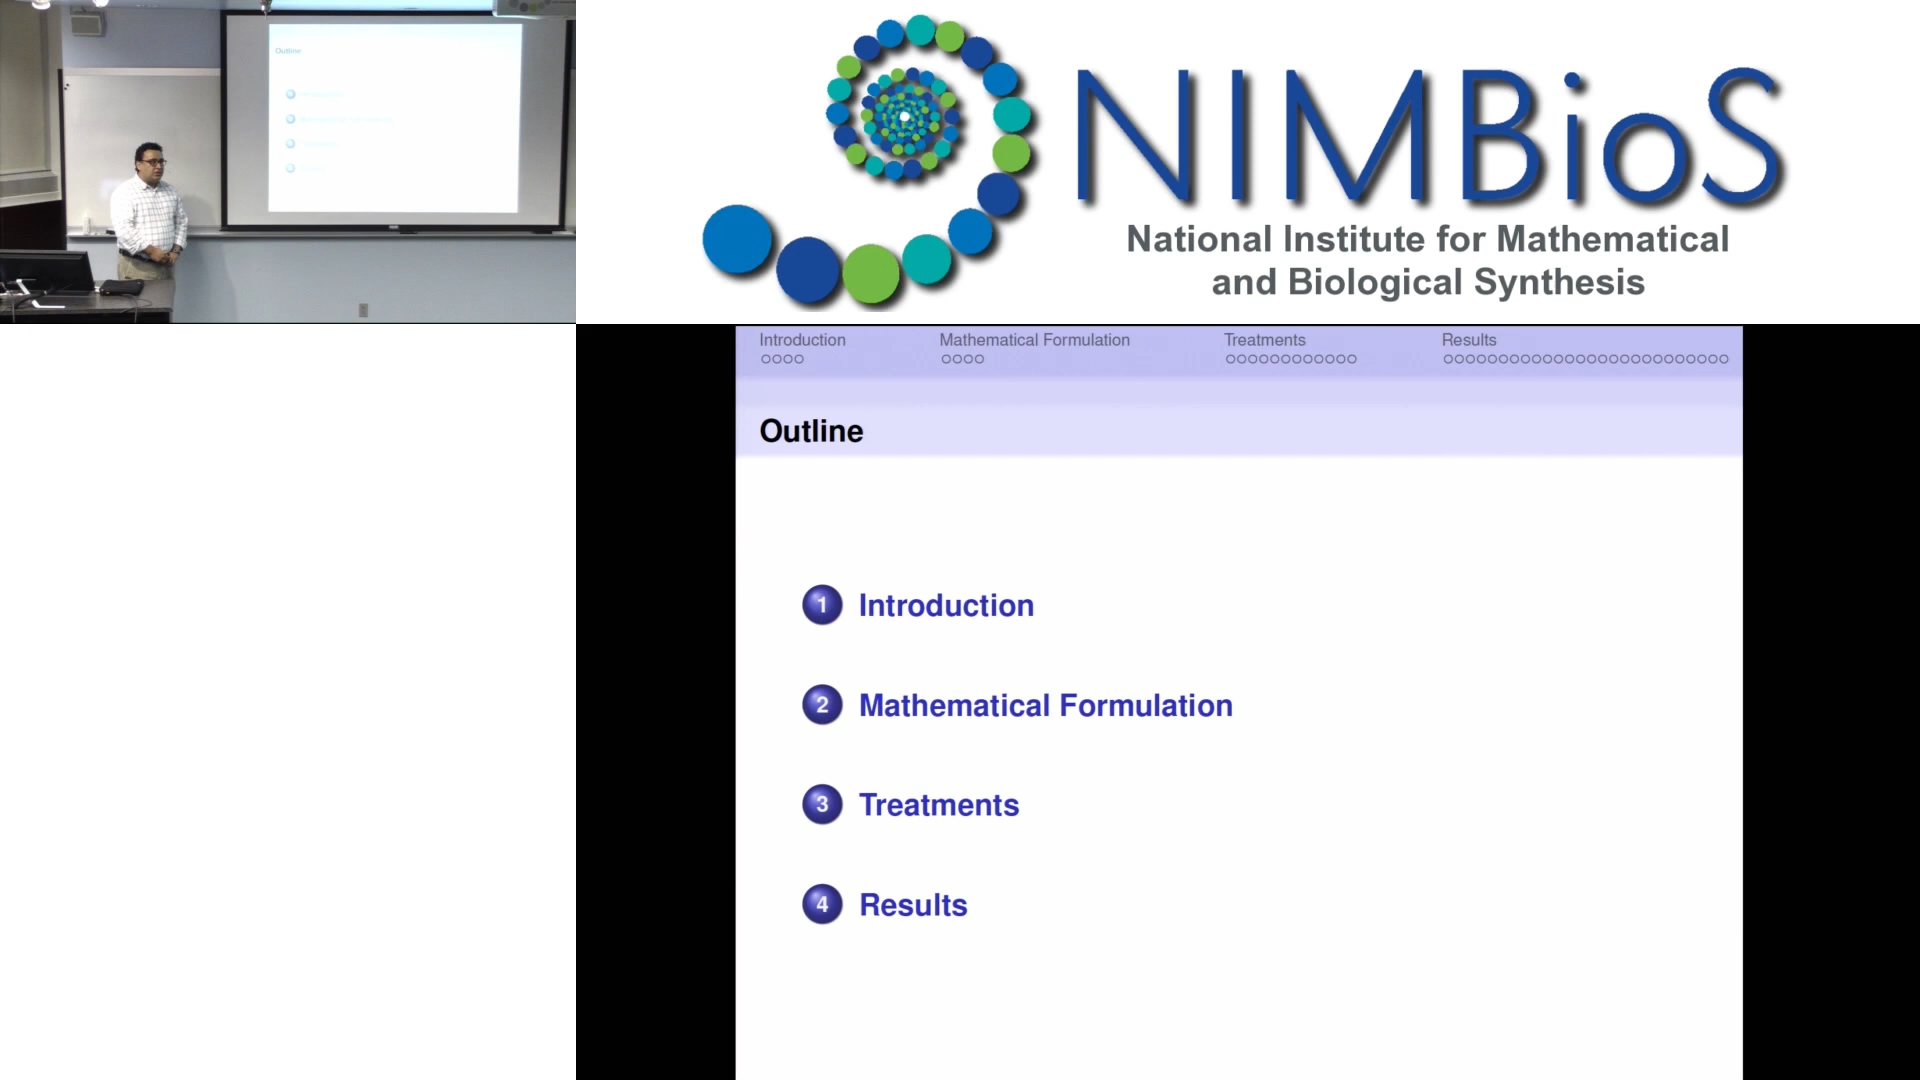 Outline
NIMBioS
National Institute for Mathematical
and Biological Synthesis
Introduction Mathematical Formulation Treatments Results
Outline
1 Introduction
2 Mathematical Formulation
3 Treatments
4 Results